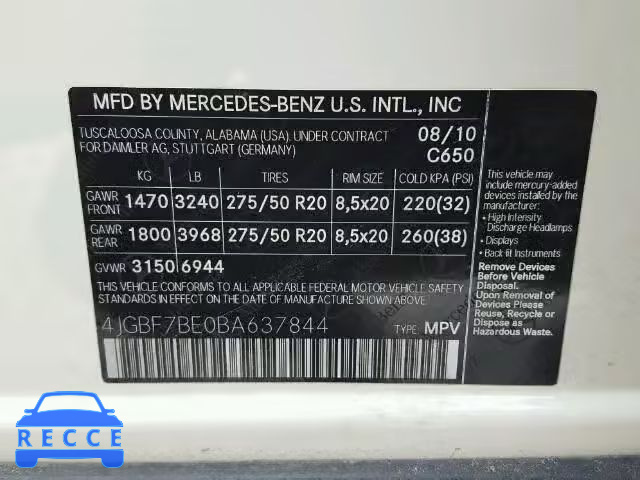 MFD BY MERCEDES-BENZ U.S. INTL., INC
TUSCALOOSA COUNTY, ALABAMA (USA). UNDER CONTRACT
FOR DAIMLER AG, STUTTGART (GERMANY)
08/10
C650
KG LB TIRES RIM SIZE COLD KPA (PSI)
GAWR FRONT 1470 3240 275/50 R20 8,5x20 220(32)
GAWR REAR 1800 3968 275/50 R20 8,5x20 260(38)
GVWR 3150 6944
THIS VEHICLE CONFORMS TO ALL APPLICABLE FEDERAL MOTOR VEHICLE SAFETY
STANDARDS IN EFFECT ON THE DATE OF MANUFACTURE SHOWN ABOVE.
4JGBF7BE0BA637844
TYPE: MPV
This vehicle may
include mercury-added
devices installed by
the manufacturer:
• High Intensity
Discharge Headlamps
• Displays
• Back fit Instruments
Remove Devices
Before Vehicle
Disposal.
Upon Removal
of Devices Please
Reuse, Recycle or
Dispose as
Hazardous Waste.
RECCE